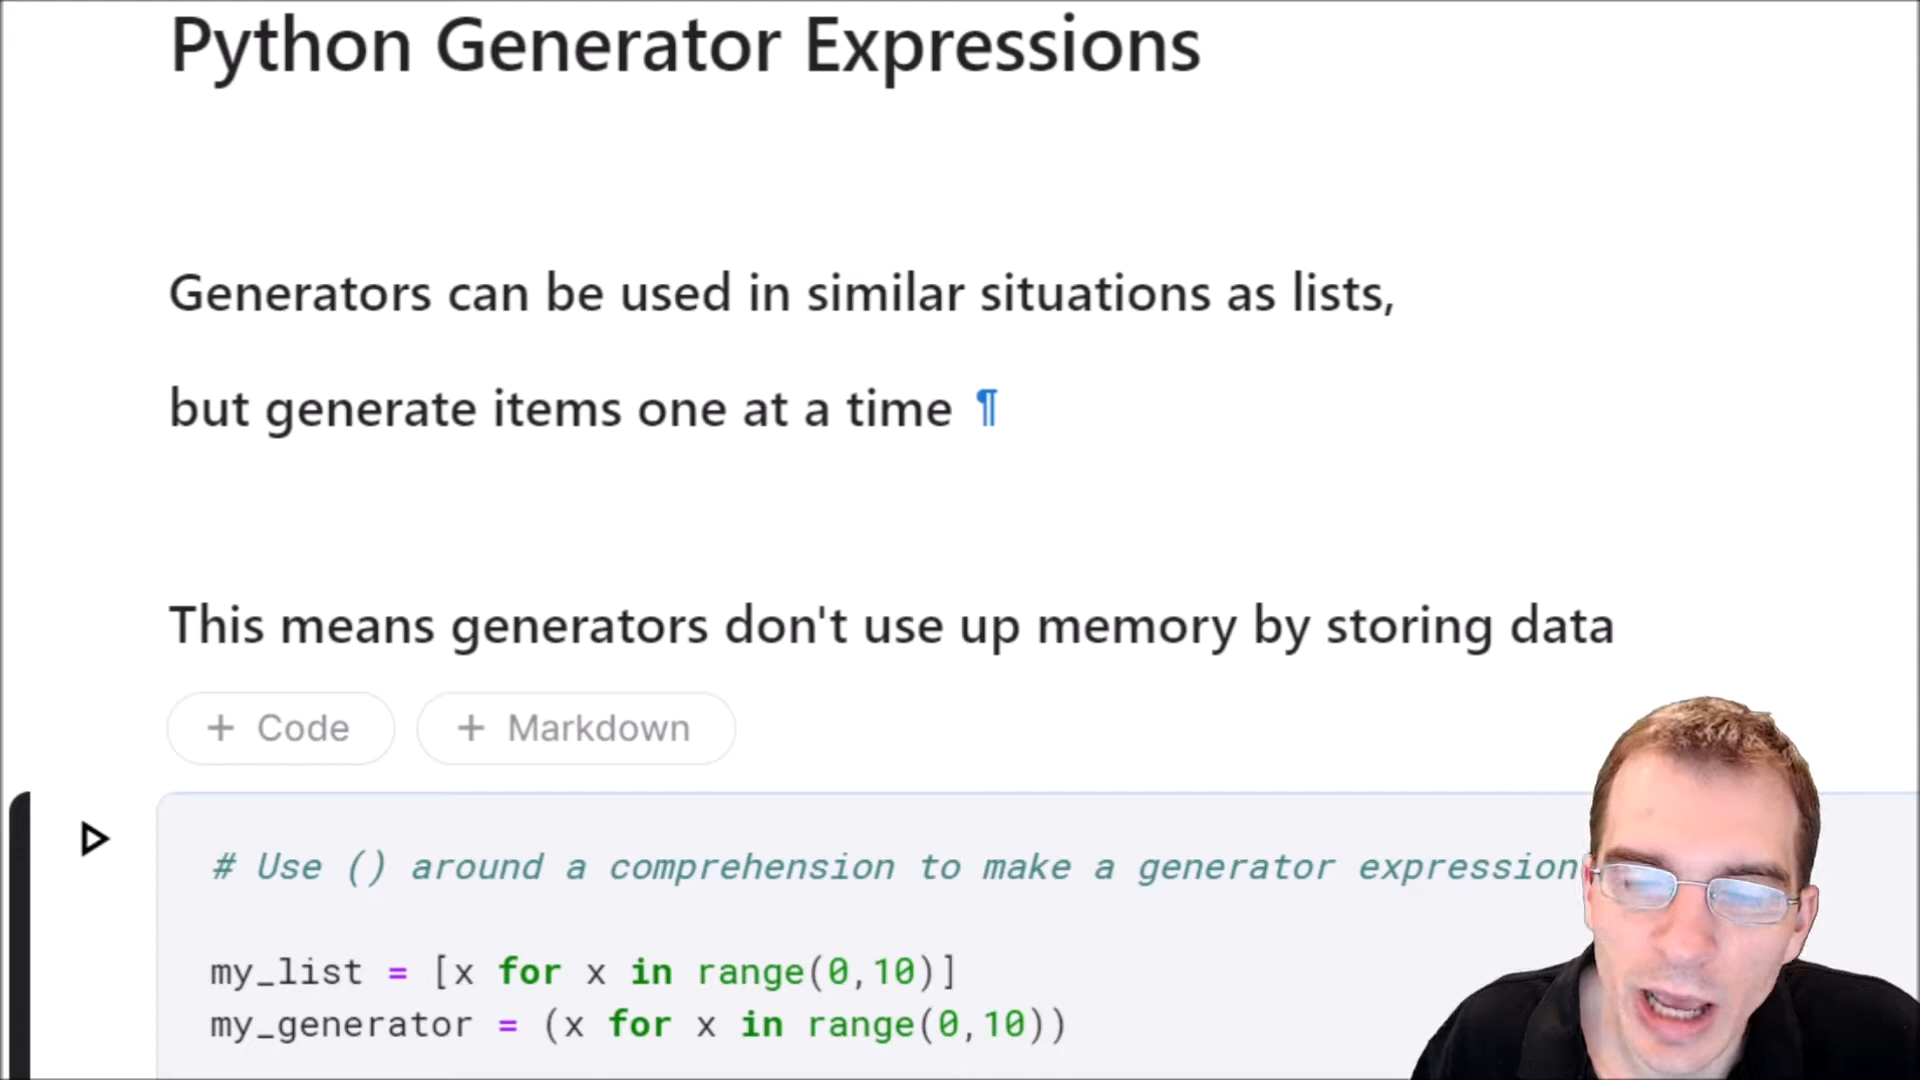 Python Generator Expressions
Generators can be used in similar situations as lists,
but generate items one at a time ¶
This means generators don't use up memory by storing data
+ Code + Markdown
# Use () around a comprehension to make a generator expression
my_list = [x for x in range(0,10)]
my_generator = (x for x in range(0,10))